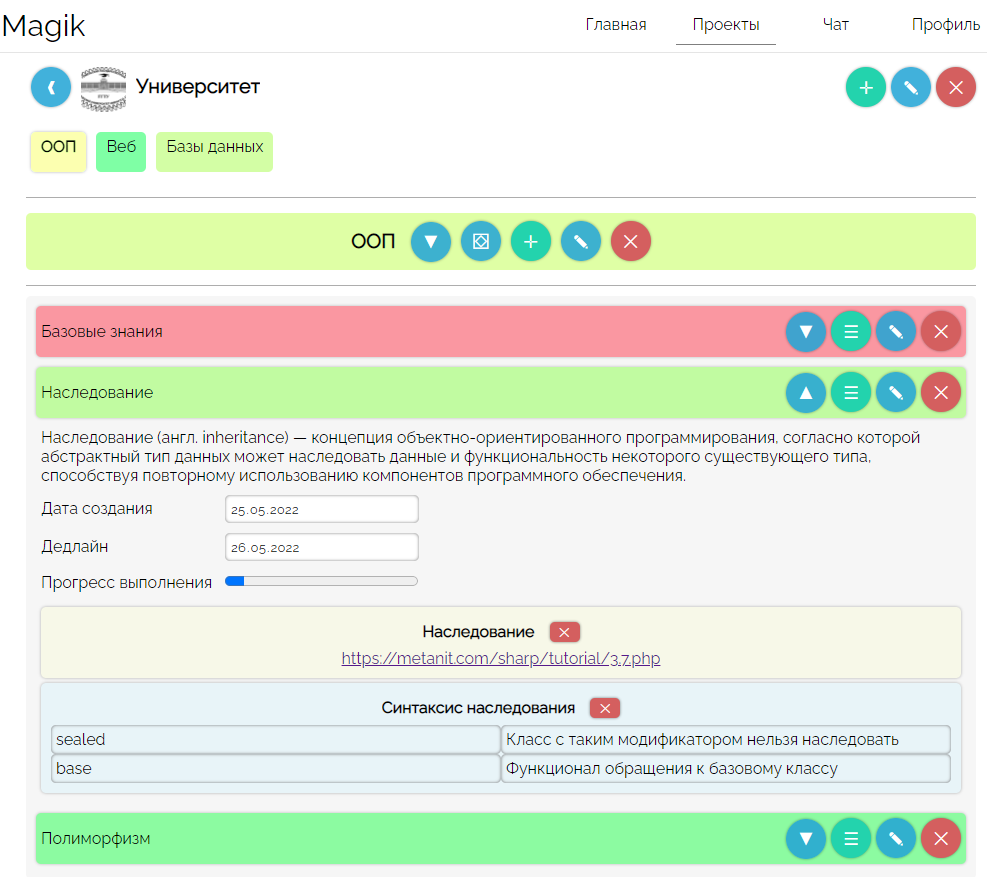 Magik
Главная Проекты Чат Профиль
Университет
ООП Веб Базы данных
ООП
Базовые знания
Наследование
Наследование (англ. inheritance) — концепция объектно-ориентированного программирования, согласно которой
абстрактный тип данных может наследовать данные и функциональность некоторого существующего типа,
способствуя повторному использованию компонентов программного обеспечения.
Дата создания 25.05.2022
Дедлайн 26.05.2022
Прогресс выполнения
Наследование
https://metanit.com/sharp/tutorial/3.7.php
Синтаксис наследования
sealed Класс с таким модификатором нельзя наследовать
base Функционал обращения к базовому классу
Полиморфизм